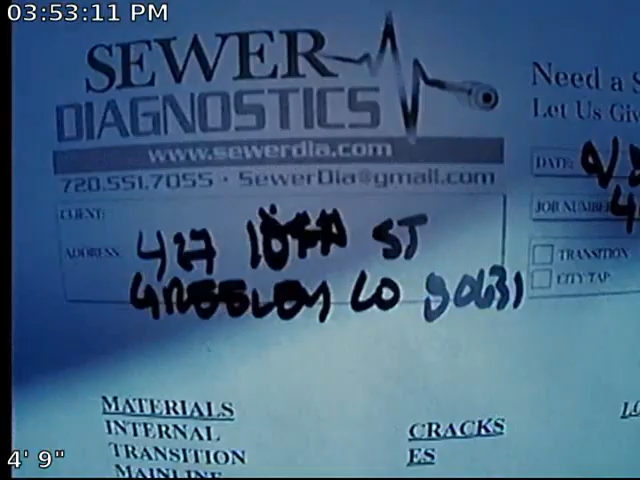 03:53:11 PM
SEWER
DIAGNOSTICS
www.sewerdia.com
720.551.7055 · SewerDia@gmail.com
Need a S
Let Us Giv
DATE:
JOB NUMBER
CLIENT:
ADDRESS: 427 10TH ST
GREELEY CO 80631
TRANSITION
CITY TAP
MATERIALS
INTERNAL
TRANSITION
MAINLINE
CRACKS
ES
4' 9"